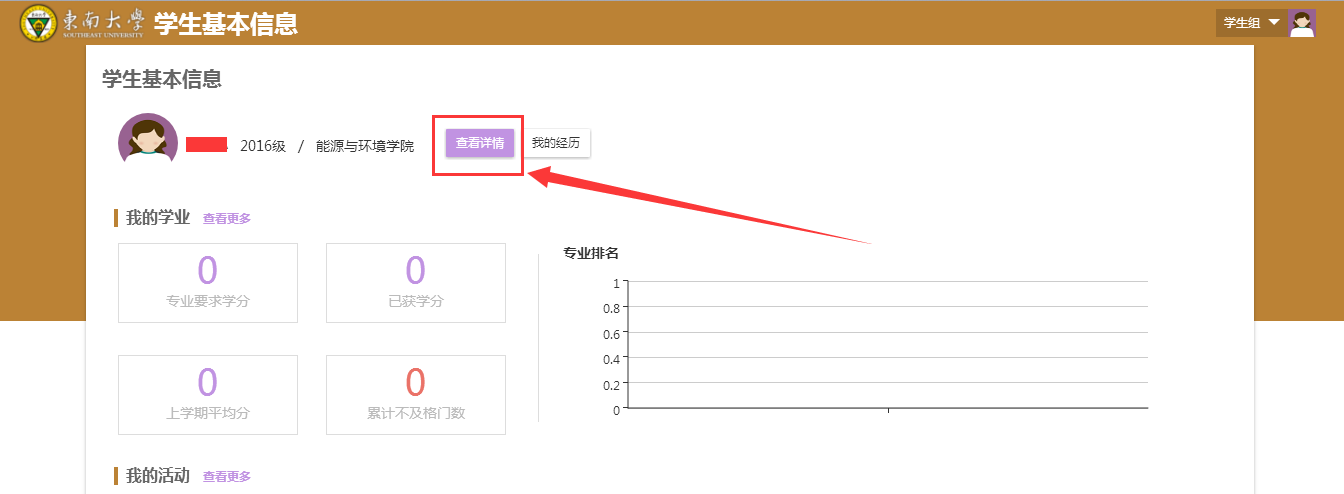 東南大學
SOUTHEAST UNIVERSITY
学生基本信息
学生组
学生基本信息
2016级 / 能源与环境学院
查看详情
我的经历
我的学业 查看更多
0
专业要求学分
0
已获学分
0
上学期平均分
0
累计不及格门数
专业排名
1
0.8
0.6
0.4
0.2
0
我的活动 查看更多